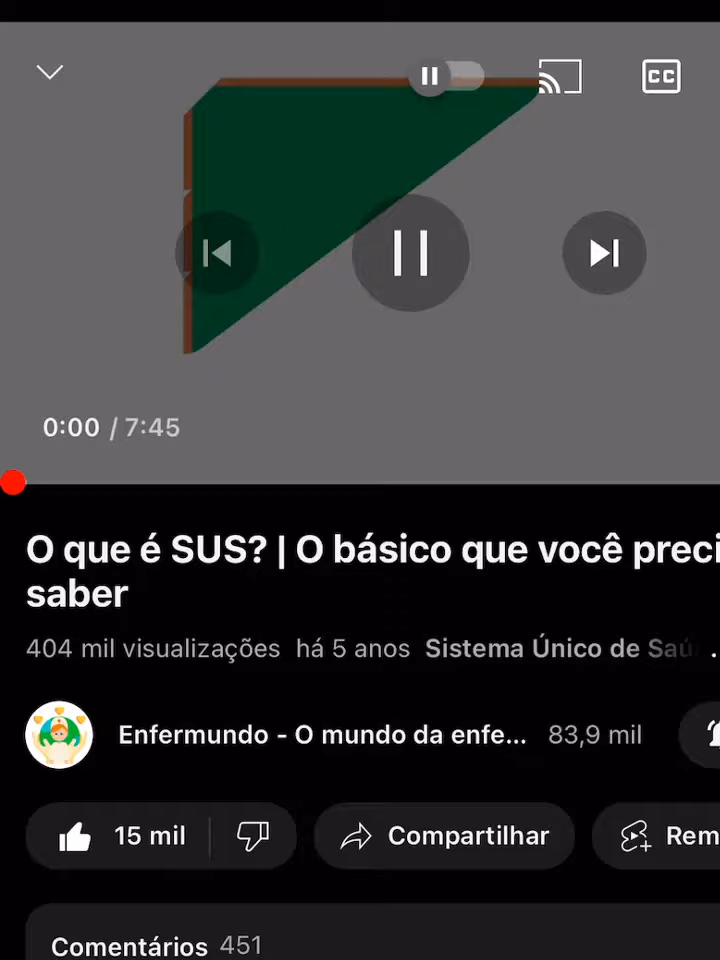 CC
0:00 / 7:45
O que é SUS? | O básico que você preci
saber
404 mil visualizações há 5 anos Sistema Único de Saú ...
Enfermundo - O mundo da enfe... 83,9 mil
15 mil Compartilhar Rem
Comentários 451